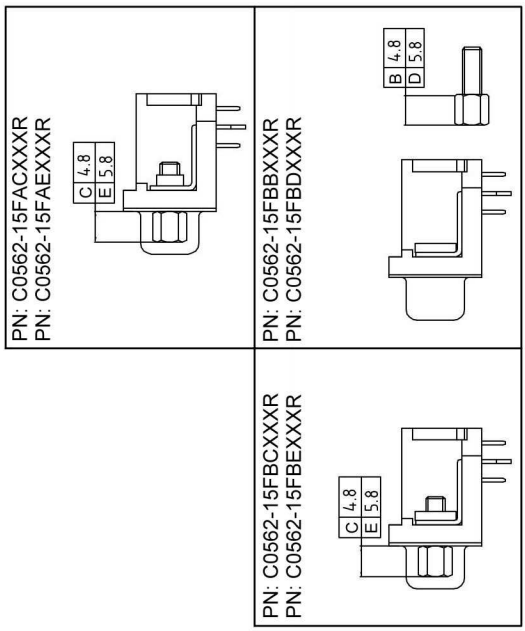 PN: C0562-15FACXXXR
PN: C0562-15FAEXXXR
C 4.8
E 5.8
PN: C0562-15FBCXXXR
PN: C0562-15FBEXXXR
C 4.8
E 5.8
PN: C0562-15FBBXXXR
PN: C0562-15FBDXXXR
B 4.8
D 5.8